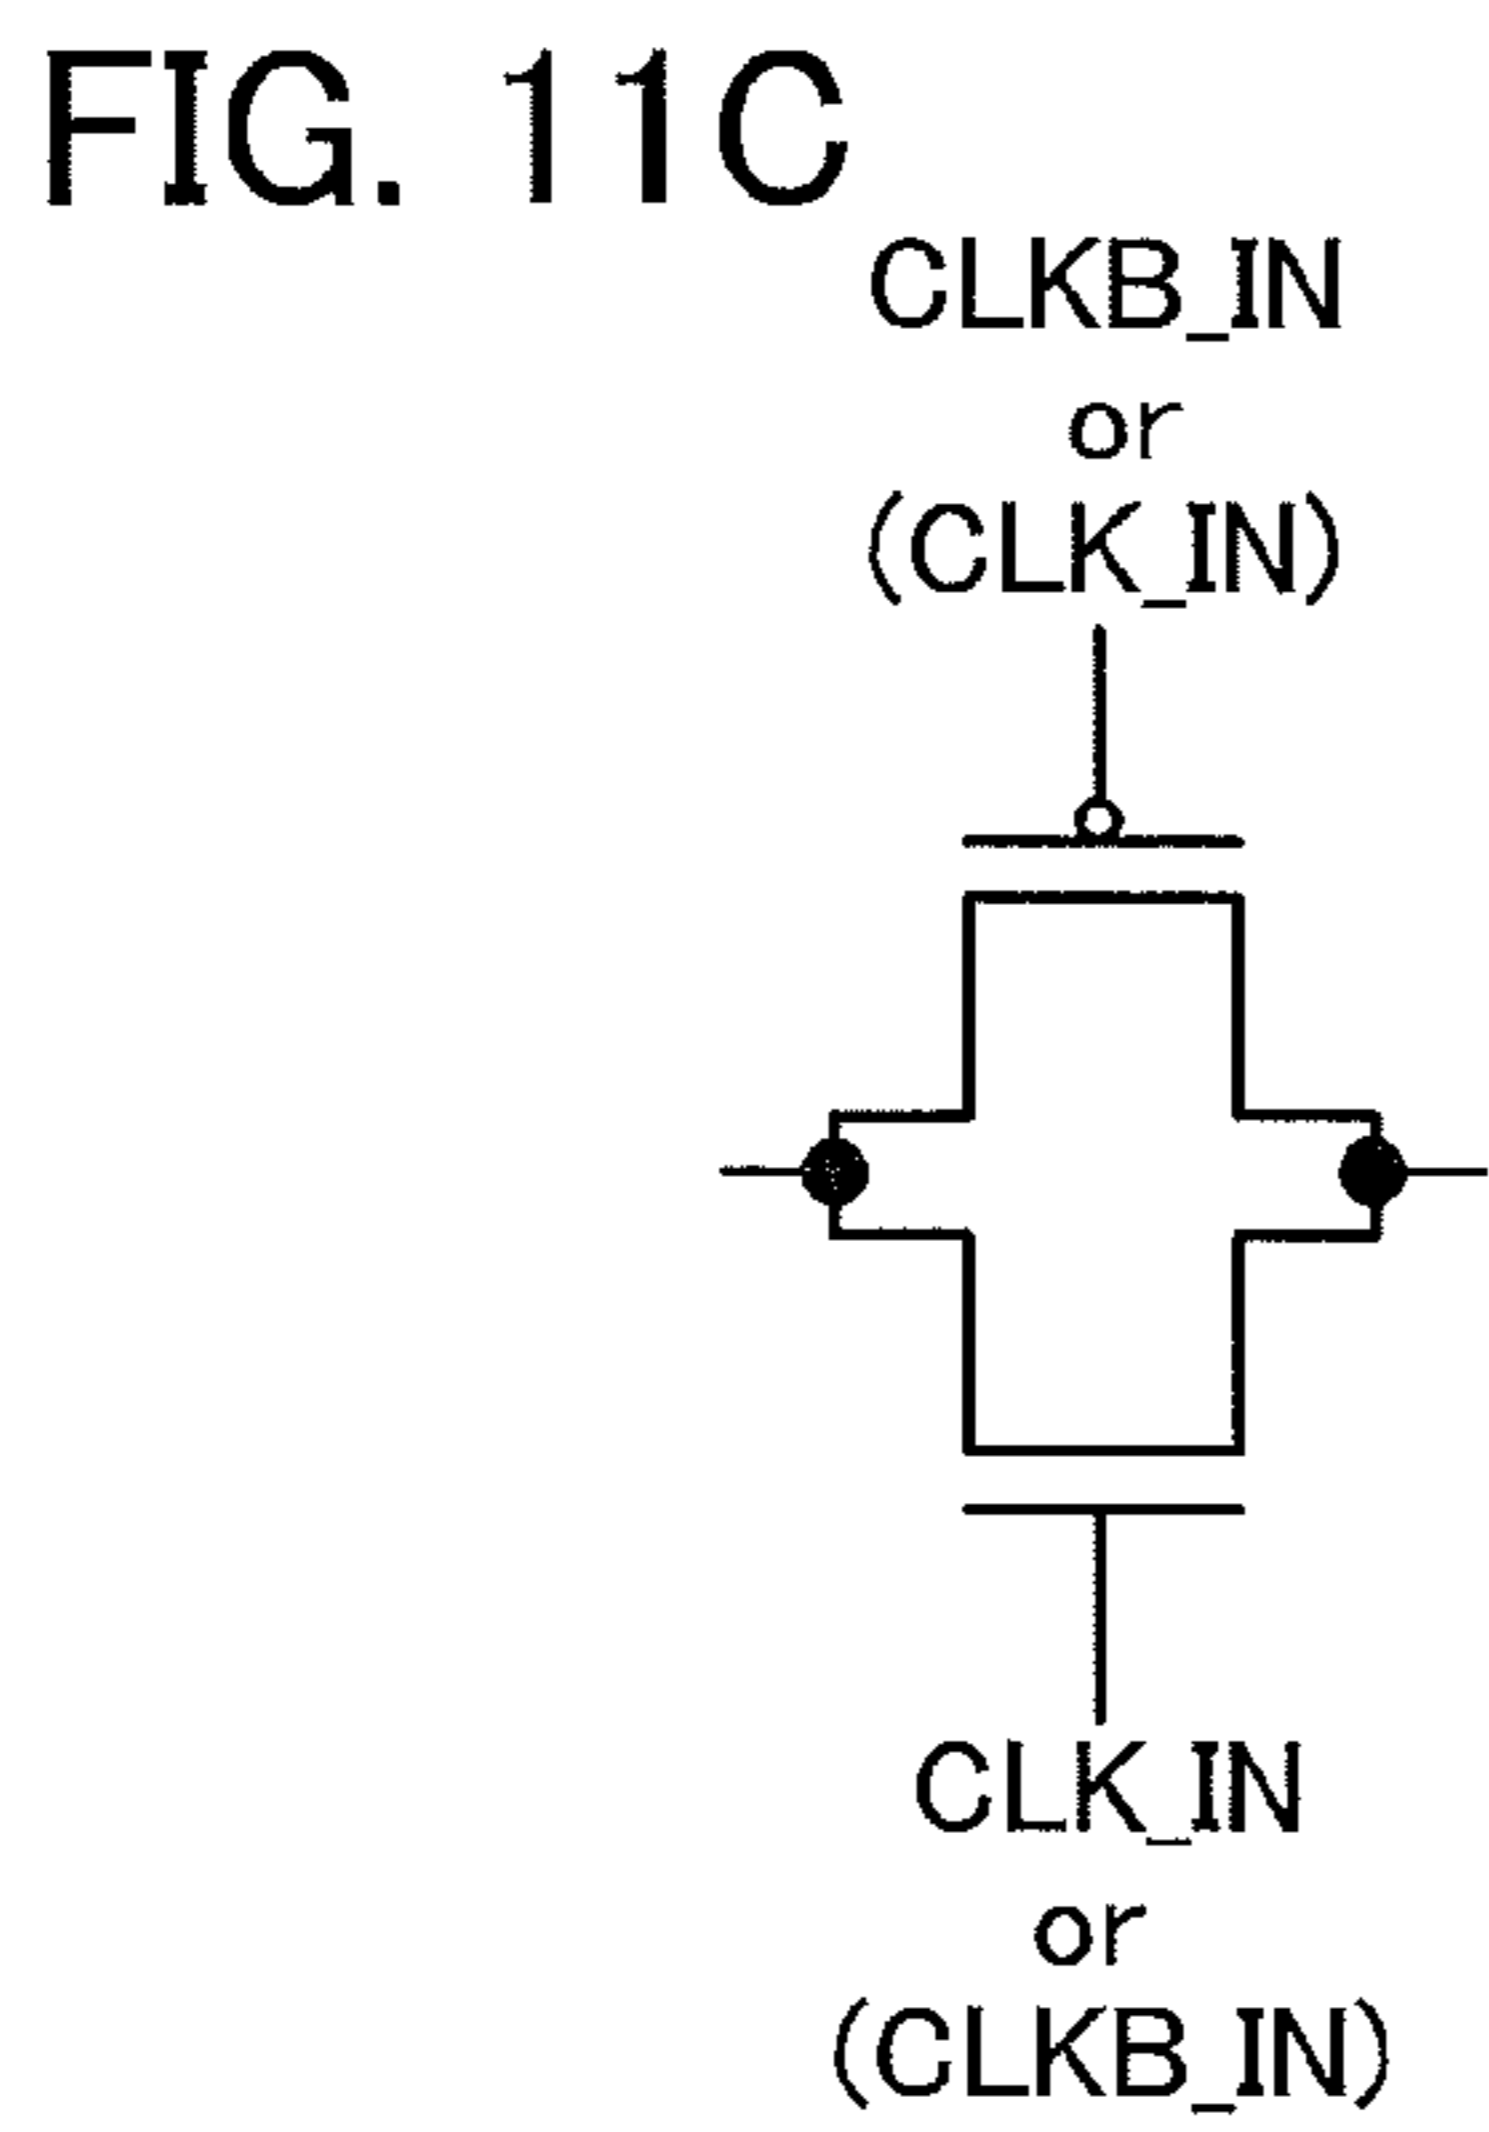 FIG. 11C
CLKB_IN
or
(CLK_IN)
CLK_IN
or
(CLKB_IN)